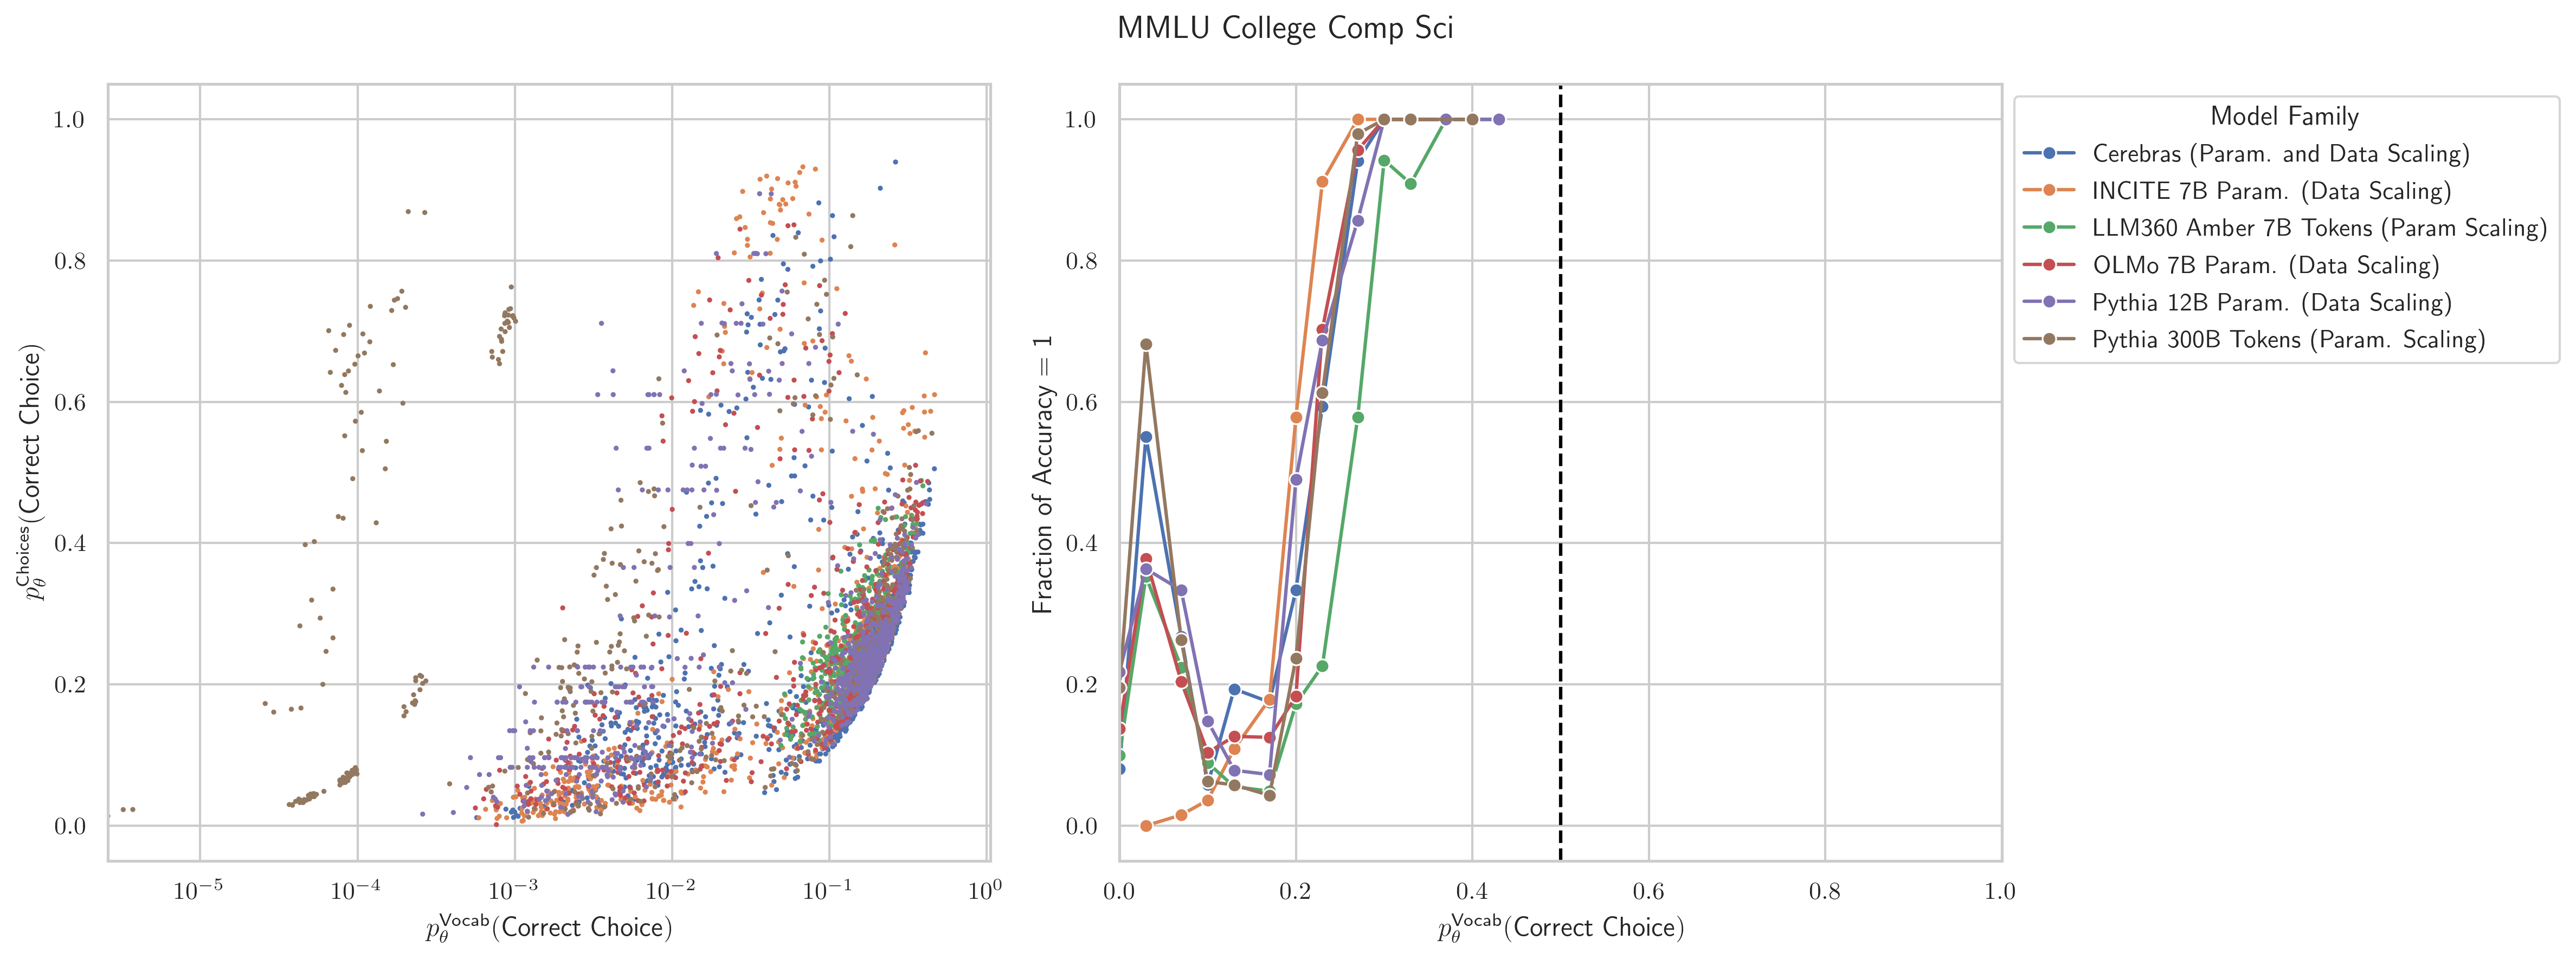 MMLU College Comp Sci
1.0
0.8
0.6
0.4
0.2
0.0
p_θ^Choices(Correct Choice)
10^-5
10^-4
10^-3
10^-2
10^-1
10^0
p_θ^Vocab(Correct Choice)
1.0
0.8
0.6
0.4
0.2
0.0
Fraction of Accuracy = 1
0.0
0.2
0.4
0.6
0.8
1.0
p_θ^Vocab(Correct Choice)
Model Family
Cerebras (Param. and Data Scaling)
INCITE 7B Param. (Data Scaling)
LLM360 Amber 7B Tokens (Param Scaling)
OLMo 7B Param. (Data Scaling)
Pythia 12B Param. (Data Scaling)
Pythia 300B Tokens (Param. Scaling)